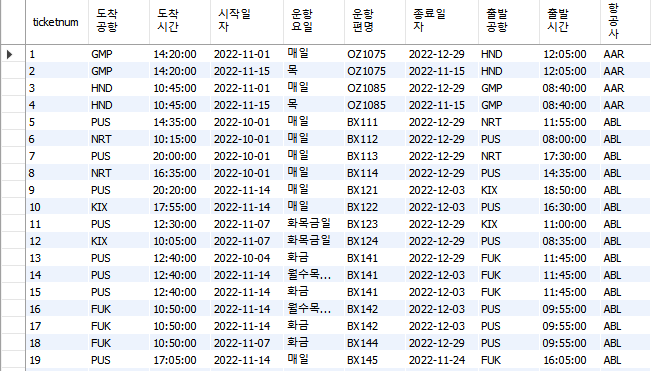 ticketnum 도착공항 도착시간 시작일자 운항요일 운항편명 종료일자 출발공항 출발시간 항공사
1 GMP 14:20:00 2022-11-01 매일 OZ1075 2022-12-29 HND 12:05:00 AAR
2 GMP 14:20:00 2022-11-15 목 OZ1075 2022-11-15 HND 12:05:00 AAR
3 HND 10:45:00 2022-11-01 매일 OZ1085 2022-12-29 GMP 08:40:00 AAR
4 HND 10:45:00 2022-11-15 목 OZ1085 2022-11-15 GMP 08:40:00 AAR
5 PUS 14:35:00 2022-10-01 매일 BX111 2022-12-29 NRT 11:55:00 ABL
6 NRT 10:15:00 2022-10-01 매일 BX112 2022-12-29 PUS 08:00:00 ABL
7 PUS 20:00:00 2022-10-01 매일 BX113 2022-12-29 NRT 17:30:00 ABL
8 NRT 16:35:00 2022-10-01 매일 BX114 2022-12-29 PUS 14:35:00 ABL
9 PUS 20:20:00 2022-11-14 매일 BX121 2022-12-03 KIX 18:50:00 ABL
10 KIX 17:55:00 2022-11-14 매일 BX122 2022-12-03 PUS 16:30:00 ABL
11 PUS 12:30:00 2022-11-07 화목금일 BX123 2022-12-29 KIX 11:00:00 ABL
12 KIX 10:05:00 2022-11-07 화목금일 BX124 2022-12-29 PUS 08:35:00 ABL
13 PUS 12:40:00 2022-10-04 화금 BX141 2022-12-29 FUK 11:45:00 ABL
14 PUS 12:40:00 2022-11-14 월수목... BX141 2022-12-03 FUK 11:45:00 ABL
15 PUS 12:40:00 2022-11-14 화금 BX141 2022-12-03 FUK 11:45:00 ABL
16 FUK 10:50:00 2022-11-14 월수목... BX142 2022-12-03 PUS 09:55:00 ABL
17 FUK 10:50:00 2022-11-14 화금 BX142 2022-12-03 PUS 09:55:00 ABL
18 FUK 10:50:00 2022-11-07 화금 BX144 2022-12-29 PUS 09:55:00 ABL
19 PUS 17:05:00 2022-11-14 매일 BX145 2022-11-24 FUK 16:05:00 ABL